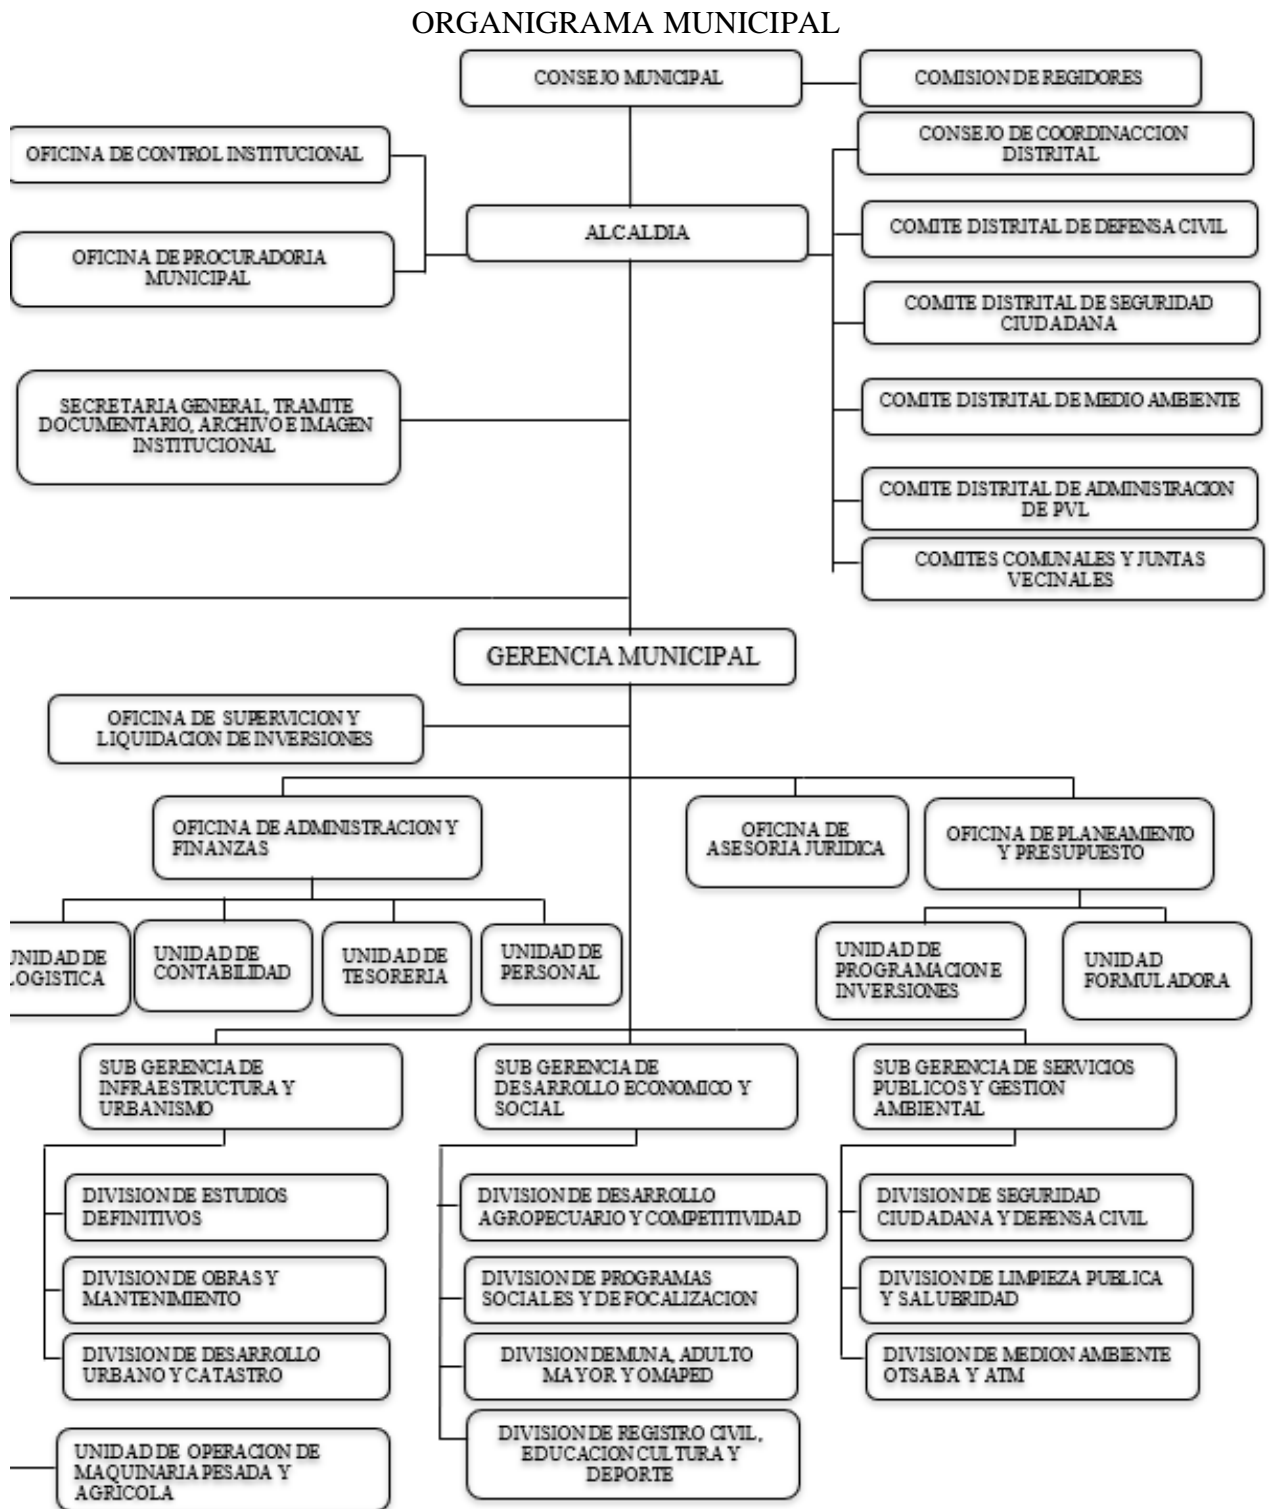 ORGANIGRAMA MUNICIPAL
CONSEJO MUNICIPAL
COMISION DE REGIDORES
OFICINA DE CONTROL INSTITUCIONAL
CONSEJO DE COORDINACCION
DISTRITAL
ALCALDIA
COMITE DISTRITAL DE DEFENSA CIVIL
OFICINA DE PROCURADORIA
MUNICIPAL
COMITE DISTRITAL DE SEGURIDAD
CIUDADANA
SECRETARIA GENERAL, TRAMITE
DOCUMENTARIO, ARCHIVO E IMAGEN
INSTITUCIONAL
COMITE DISTRITAL DE MEDIO AMBIENTE
COMITE DISTRITAL DE ADMINISTRACION
DE PVL
COMITES COMUNALES Y JUNTAS
VECINALES
GERENCIA MUNICIPAL
OFICINA DE SUPERVICION Y
LIQUIDACION DE INVERSIONES
OFICINA DE ADMINISTRACION Y
FINANZAS
OFICINA DE
ASESORIA JURIDICA
OFICINA DE PLANEAMIENTO
Y PRESUPUESTO
UNIDAD DE
LOGISTICA
UNIDAD DE
CONTABILIDAD
UNIDAD DE
TESORERIA
UNIDAD DE
PERSONAL
UNIDAD DE
PROGRAMACION E
INVERSIONES
UNIDAD
FORMULADORA
SUB GERENCIA DE
INFRAESTRUCTURA Y
URBANISMO
SUB GERENCIA DE
DESARROLLO ECONOMICO Y
SOCIAL
SUB GERENCIA DE SERVICIOS
PUBLICOS Y GESTION
AMBIENTAL
DIVISION DE ESTUDIOS
DEFINITIVOS
DIVISION DE DESARROLLO
AGROPECUARIO Y COMPETITIVIDAD
DIVISION DE SEGURIDAD
CIUDADANA Y DEFENSA CIVIL
DIVISION DE OBRAS Y
MANTENIMIENTO
DIVISION DE PROGRAMAS
SOCIALES Y DE FOCALIZACION
DIVISION DE LIMPIEZA PUBLICA
Y SALUBRIDAD
DIVISION DE DESARROLLO
URBANO Y CATASTRO
DIVISION DEMUNA, ADULTO
MAYOR Y OMAPED
DIVISION DE MEDION AMBIENTE
OTSABA Y ATM
UNIDAD DE OPERACION DE
MAQUINARIA PESADA Y
AGRICOLA
DIVISION DE REGISTRO CIVIL,
EDUCACION CULTURA Y
DEPORTE